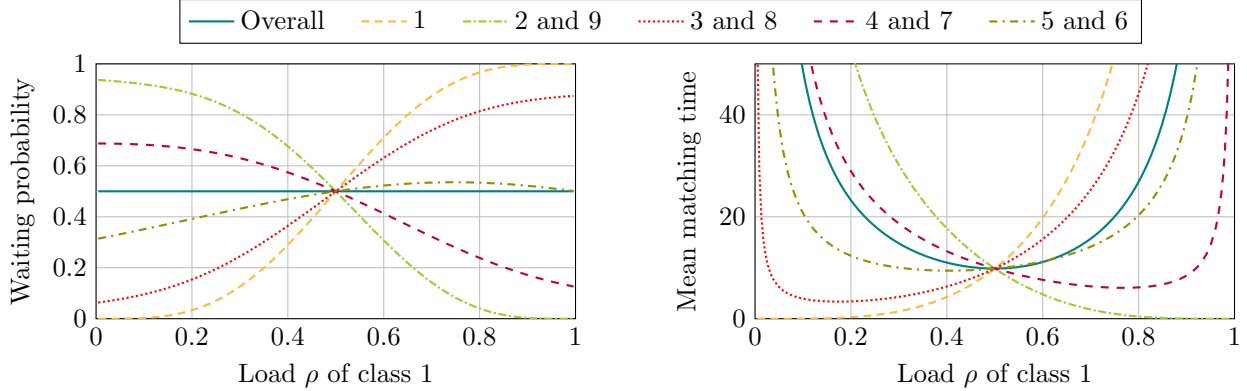 Overall 1 2 and 9 3 and 8 4 and 7 5 and 6
Waiting probability
1
0.8
0.6
0.4
0.2
0
0 0.2 0.4 0.6 0.8 1
Load ρ of class 1
Mean matching time
40
20
0
0 0.2 0.4 0.6 0.8 1
Load ρ of class 1